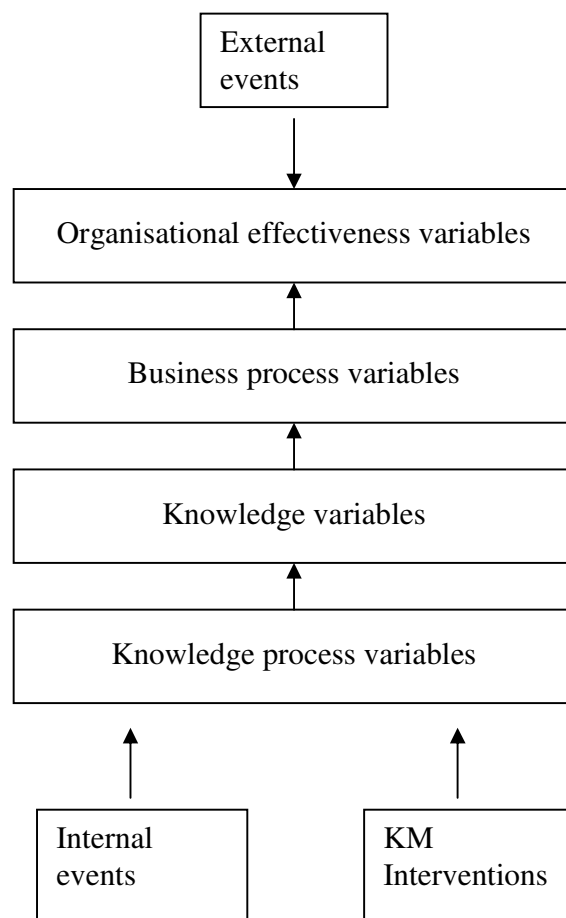 External
events
Organisational effectiveness variables
Business process variables
Knowledge variables
Knowledge process variables
Internal
events
KM
Interventions